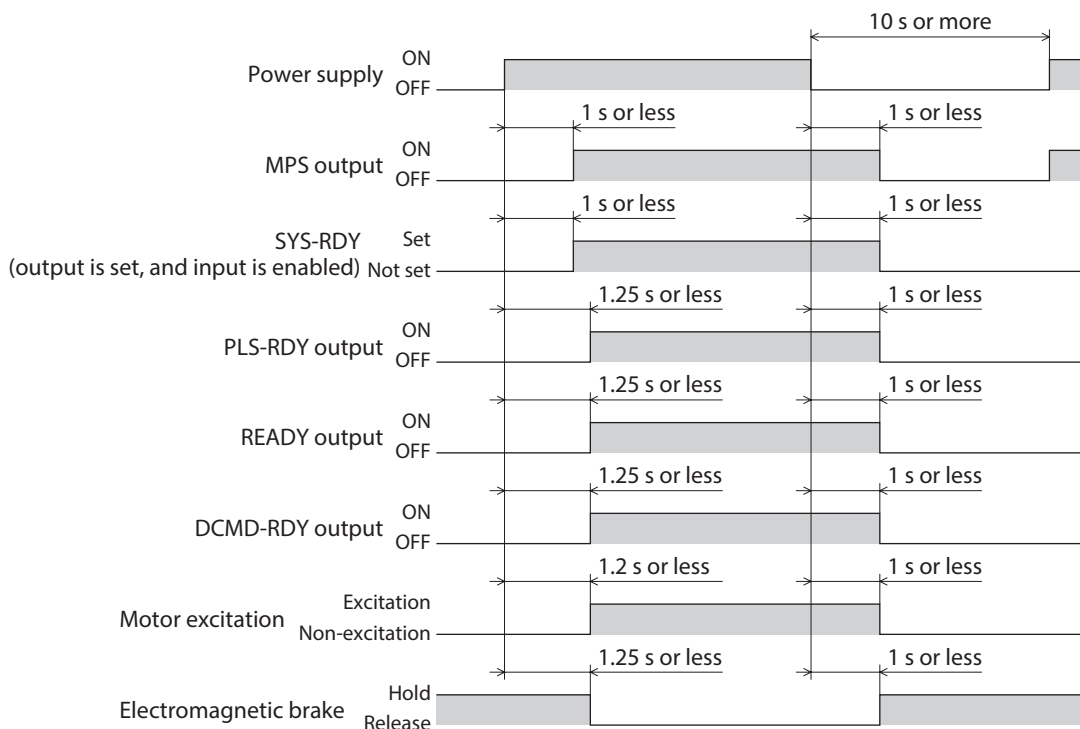 10 s or more
Power supply ON
OFF
1 s or less 1 s or less
MPS output ON
OFF
1 s or less 1 s or less
SYS-RDY Set
(output is set, and input is enabled) Not set
1.25 s or less 1 s or less
PLS-RDY output ON
OFF
1.25 s or less 1 s or less
READY output ON
OFF
1.25 s or less 1 s or less
DCMD-RDY output ON
OFF
1.2 s or less 1 s or less
Motor excitation Excitation
Non-excitation
1.25 s or less 1 s or less
Electromagnetic brake Hold
Release